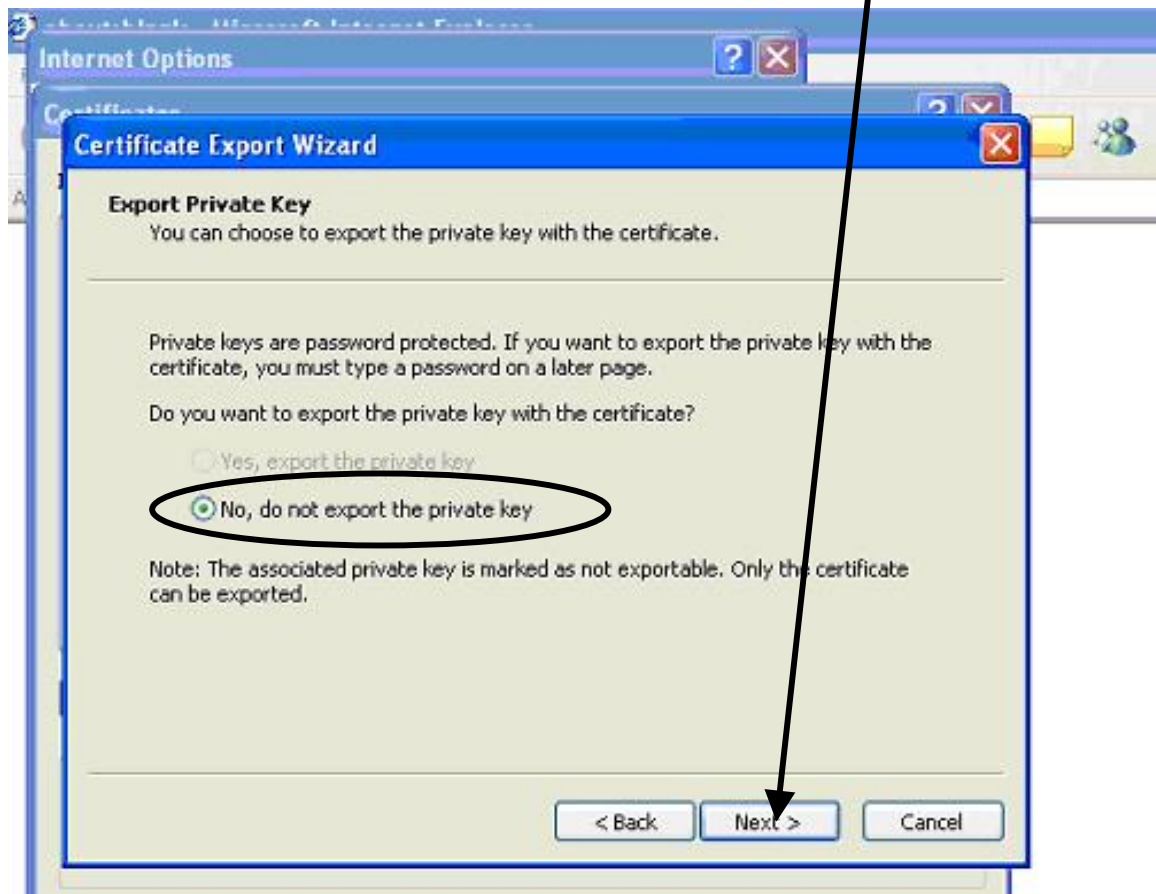 Internet Options
Certificates
Certificate Export Wizard
Export Private Key
You can choose to export the private key with the certificate.
Private keys are password protected. If you want to export the private key with the
certificate, you must type a password on a later page.
Do you want to export the private key with the certificate?
Yes, export the private key
No, do not export the private key
Note: The associated private key is marked as not exportable. Only the certificate
can be exported.
< Back
Next >
Cancel